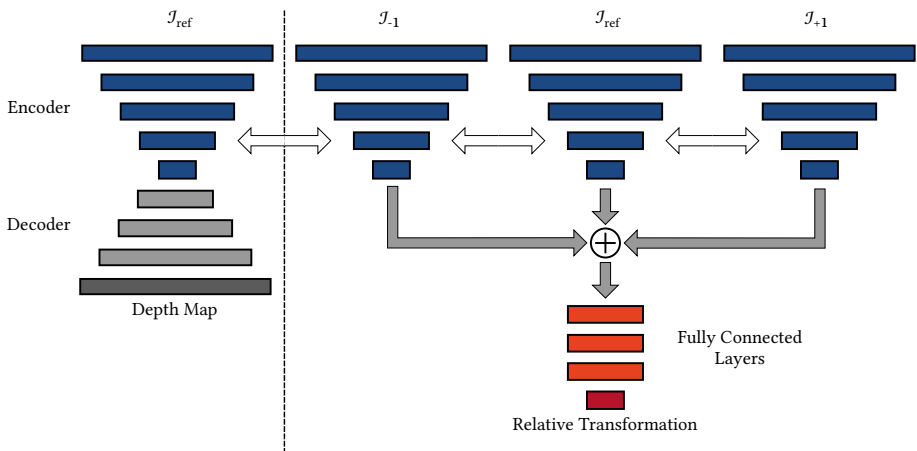 ℐref
ℐ-1
ℐref
ℐ+1
Encoder
Decoder
Depth Map
Fully Connected
Layers
Relative Transformation